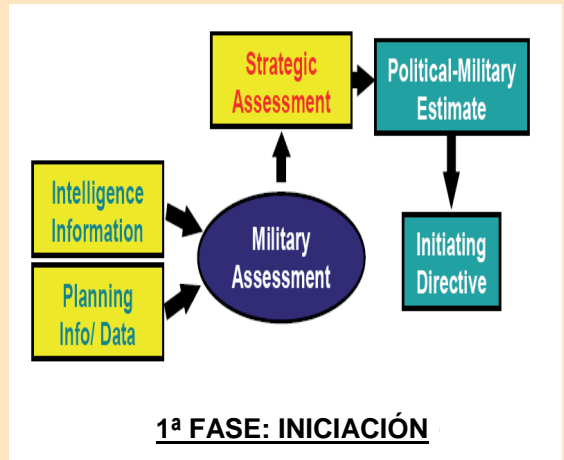 Strategic
Assessment
Political-Military
Estimate
Intelligence
Information
Military
Assessment
Initiating
Directive
Planning
Info/ Data
1ª FASE: INICIACIÓN